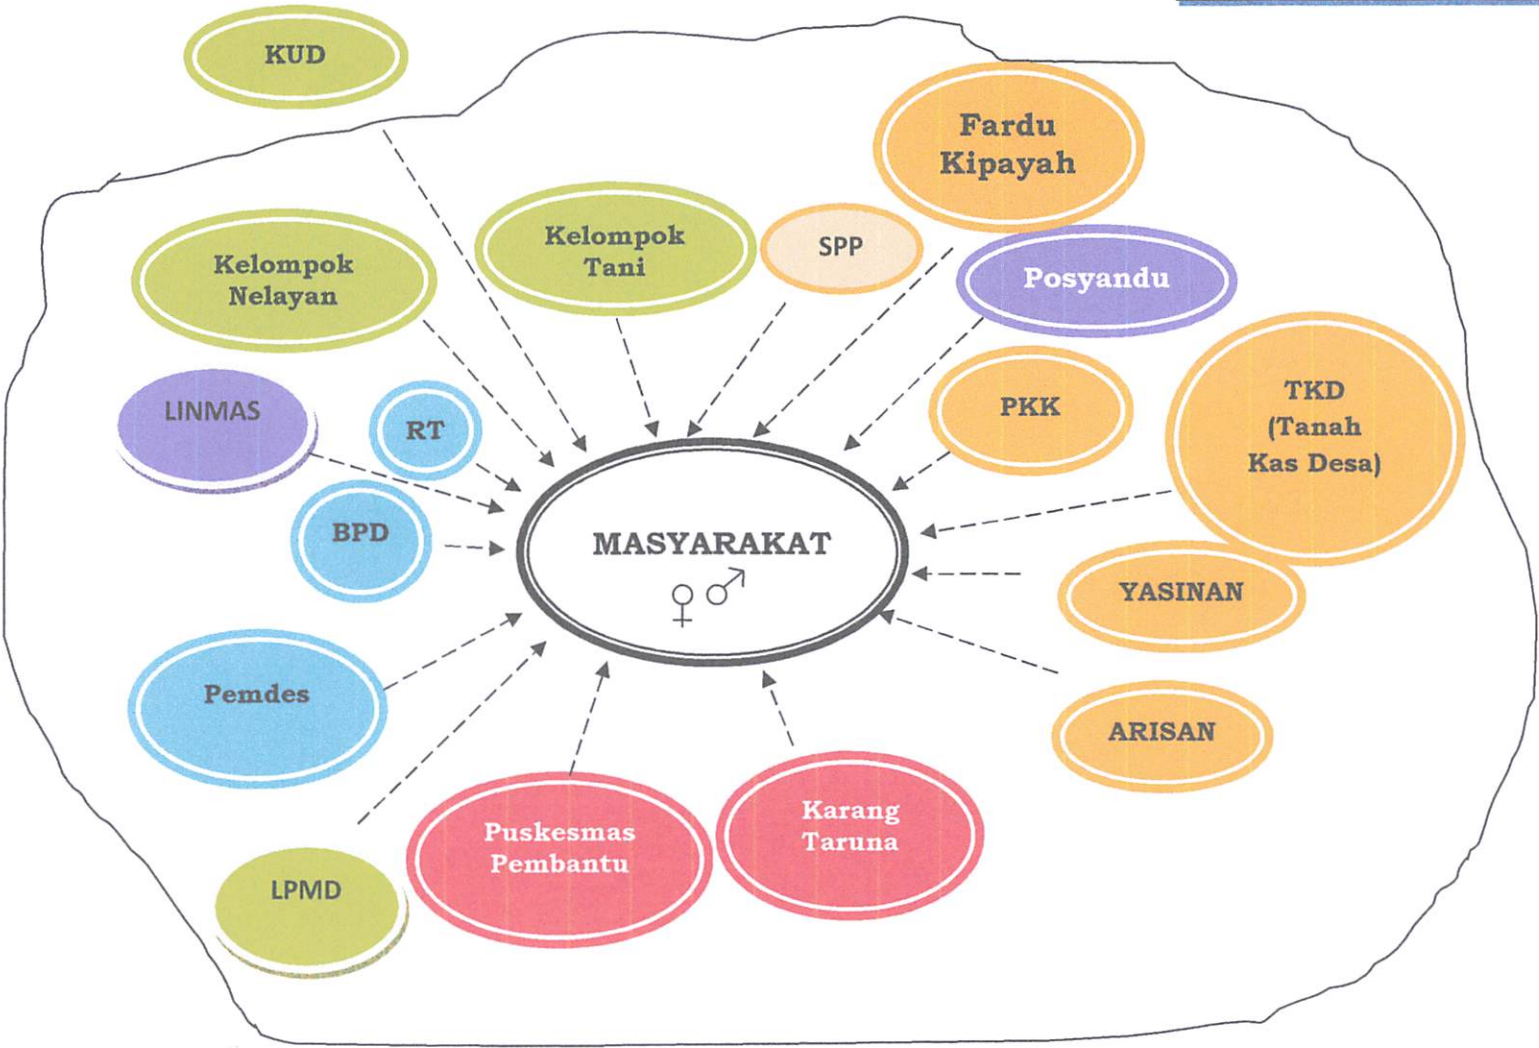 KUD
Fardu
Kipayah
Kelompok
Tani
SPP
Kelompok
Nelayan
Posyandu
LINMAS
RT
PKK
TKD
(Tanah
Kas Desa)
BPD
MASYARAKAT
YASINAN
Pemdes
ARISAN
Puskesmas
Pembantu
Karang
Taruna
LPMD